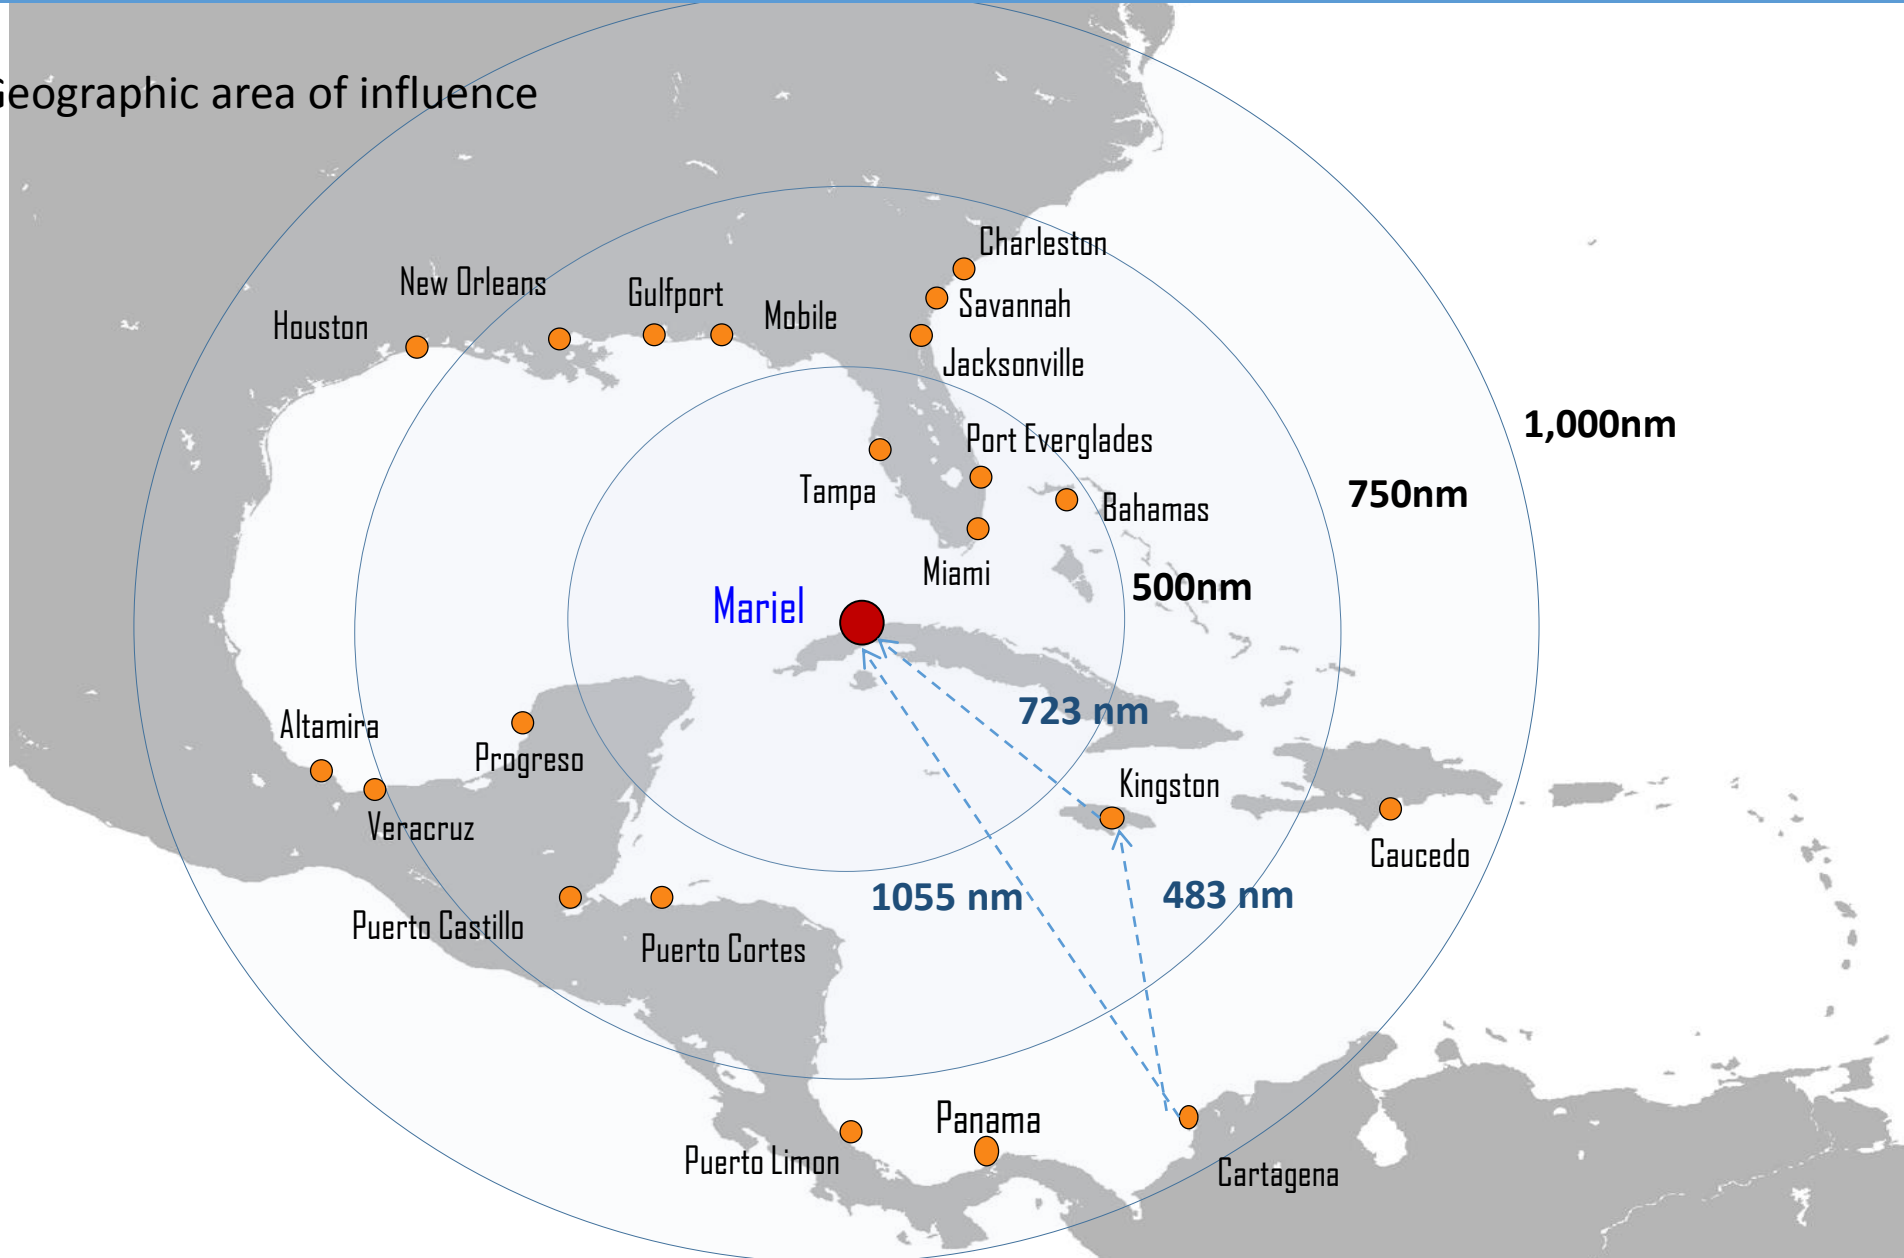 Geographic area of influence
Charleston
New Orleans
Gulfport
Savannah
Mobile
Houston
Jacksonville
1,000nm
Port Everglades
Tampa
750nm
Bahamas
Miami
500nm
Mariel
723 nm
Altamira
Progreso
Kingston
Veracruz
Caucedo
1055 nm
483 nm
Puerto Castillo
Puerto Cortes
Panama
Puerto Limon
Cartagena